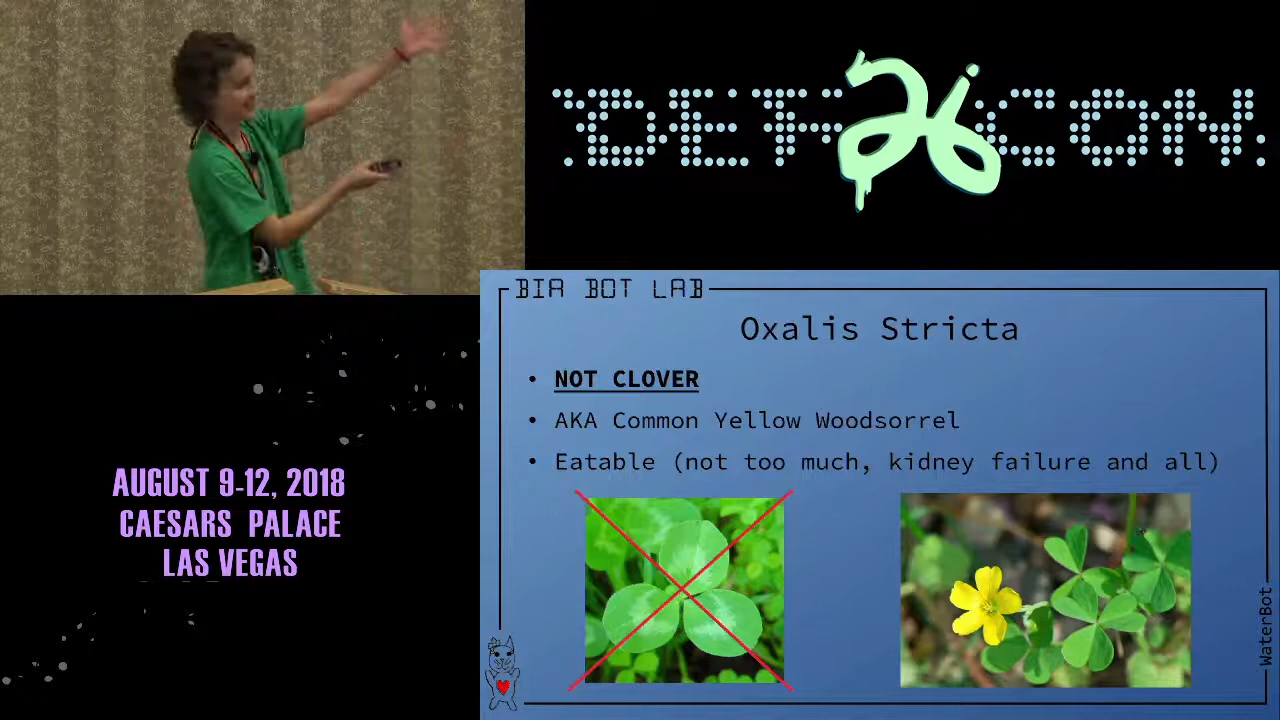 DEF 26 CON
BIA BOT LAB
Oxalis Stricta
• NOT CLOVER
• AKA Common Yellow Woodsorrel
• Eatable (not too much, kidney failure and all)
AUGUST 9-12, 2018
CAESARS PALACE
LAS VEGAS
WaterBot